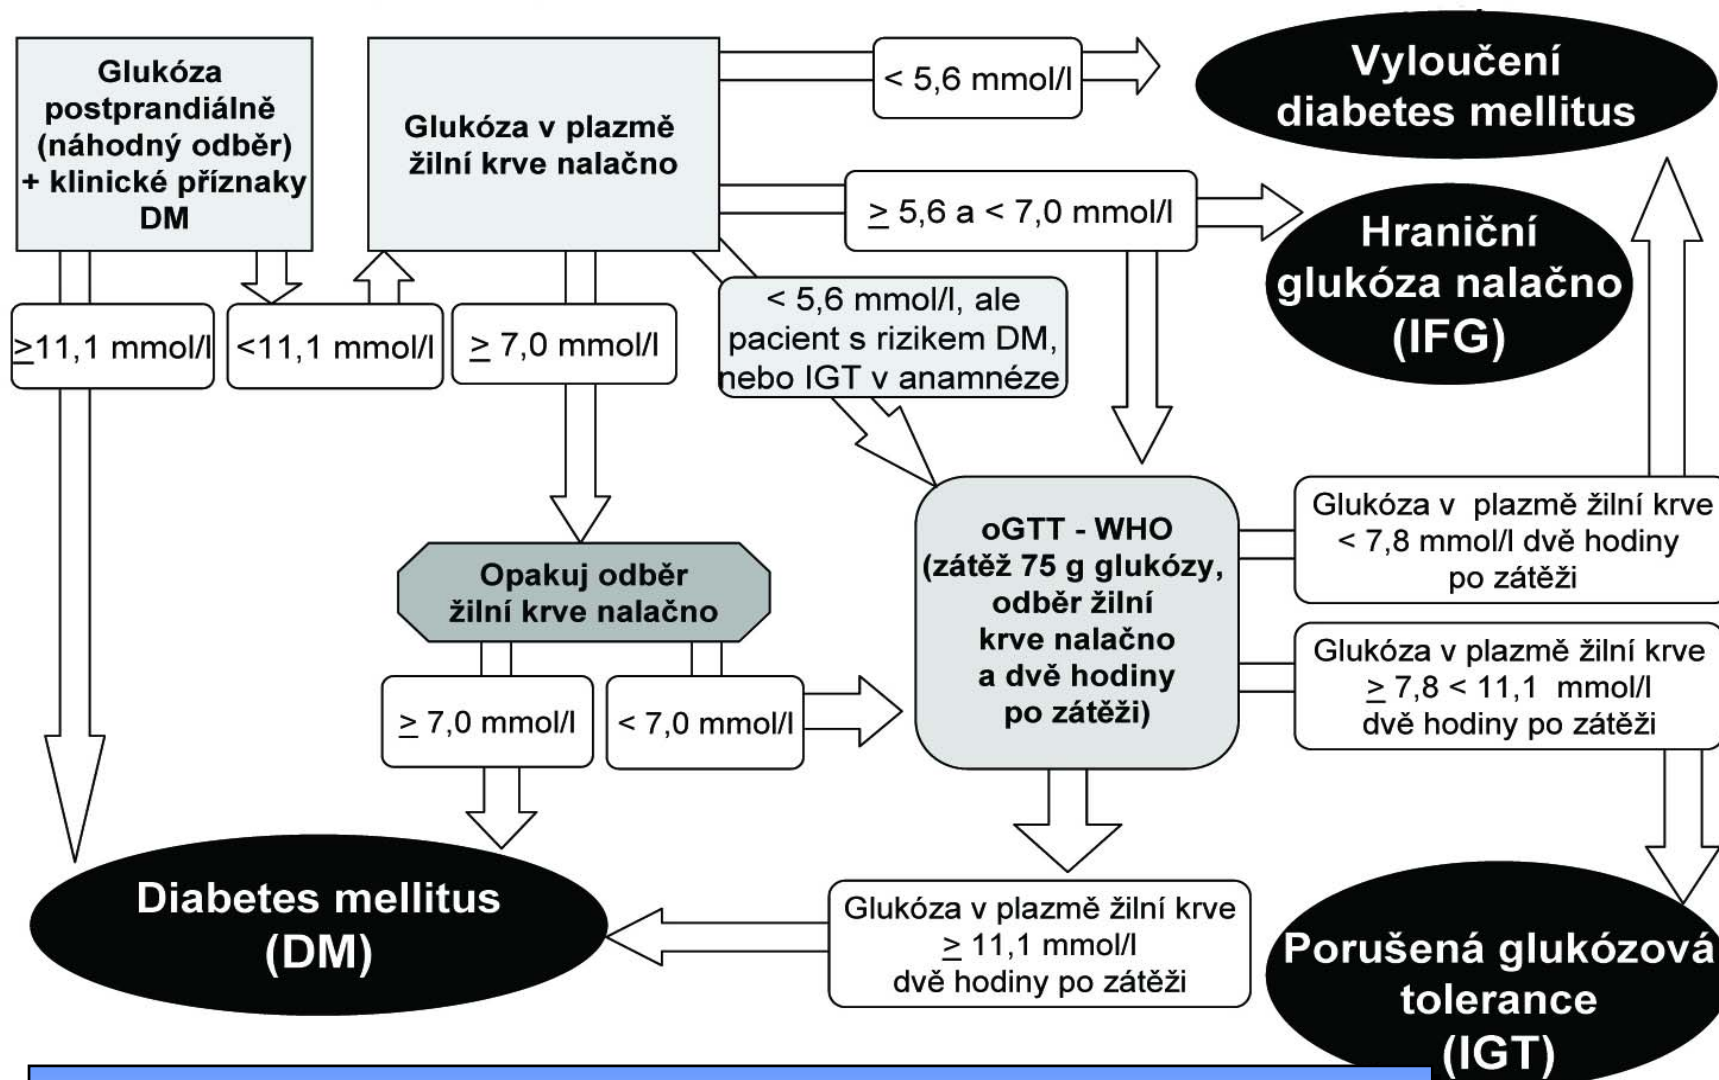 Glukóza
postprandiálně
(náhodný odběr)
+ klinické příznaky
DM
Glukóza v plazmě
žilní krve nalačno
< 5,6 mmol/l
Vyloučení
diabetes mellitus
≥ 5,6 a < 7,0 mmol/l
Hraniční
glukóza nalačno
(IFG)
≥11,1 mmol/l
<11,1 mmol/l
≥ 7,0 mmol/l
< 5,6 mmol/l, ale
pacient s rizikem DM,
nebo IGT v anamnéze
Opakuj odběr
žilní krve nalačno
oGTT - WHO
(zátěž 75 g glukózy,
odběr žilní
krve nalačno
a dvě hodiny
po zátěži)
Glukóza v plazmě žilní krve
< 7,8 mmol/l dvě hodiny
po zátěži
Glukóza v plazmě žilní krve
≥ 7,8 < 11,1 mmol/l
dvě hodiny po zátěži
≥ 7,0 mmol/l
< 7,0 mmol/l
Diabetes mellitus
(DM)
Glukóza v plazmě žilní krve
≥ 11,1 mmol/l
dvě hodiny po zátěži
Porušená glukózová
tolerance
(IGT)